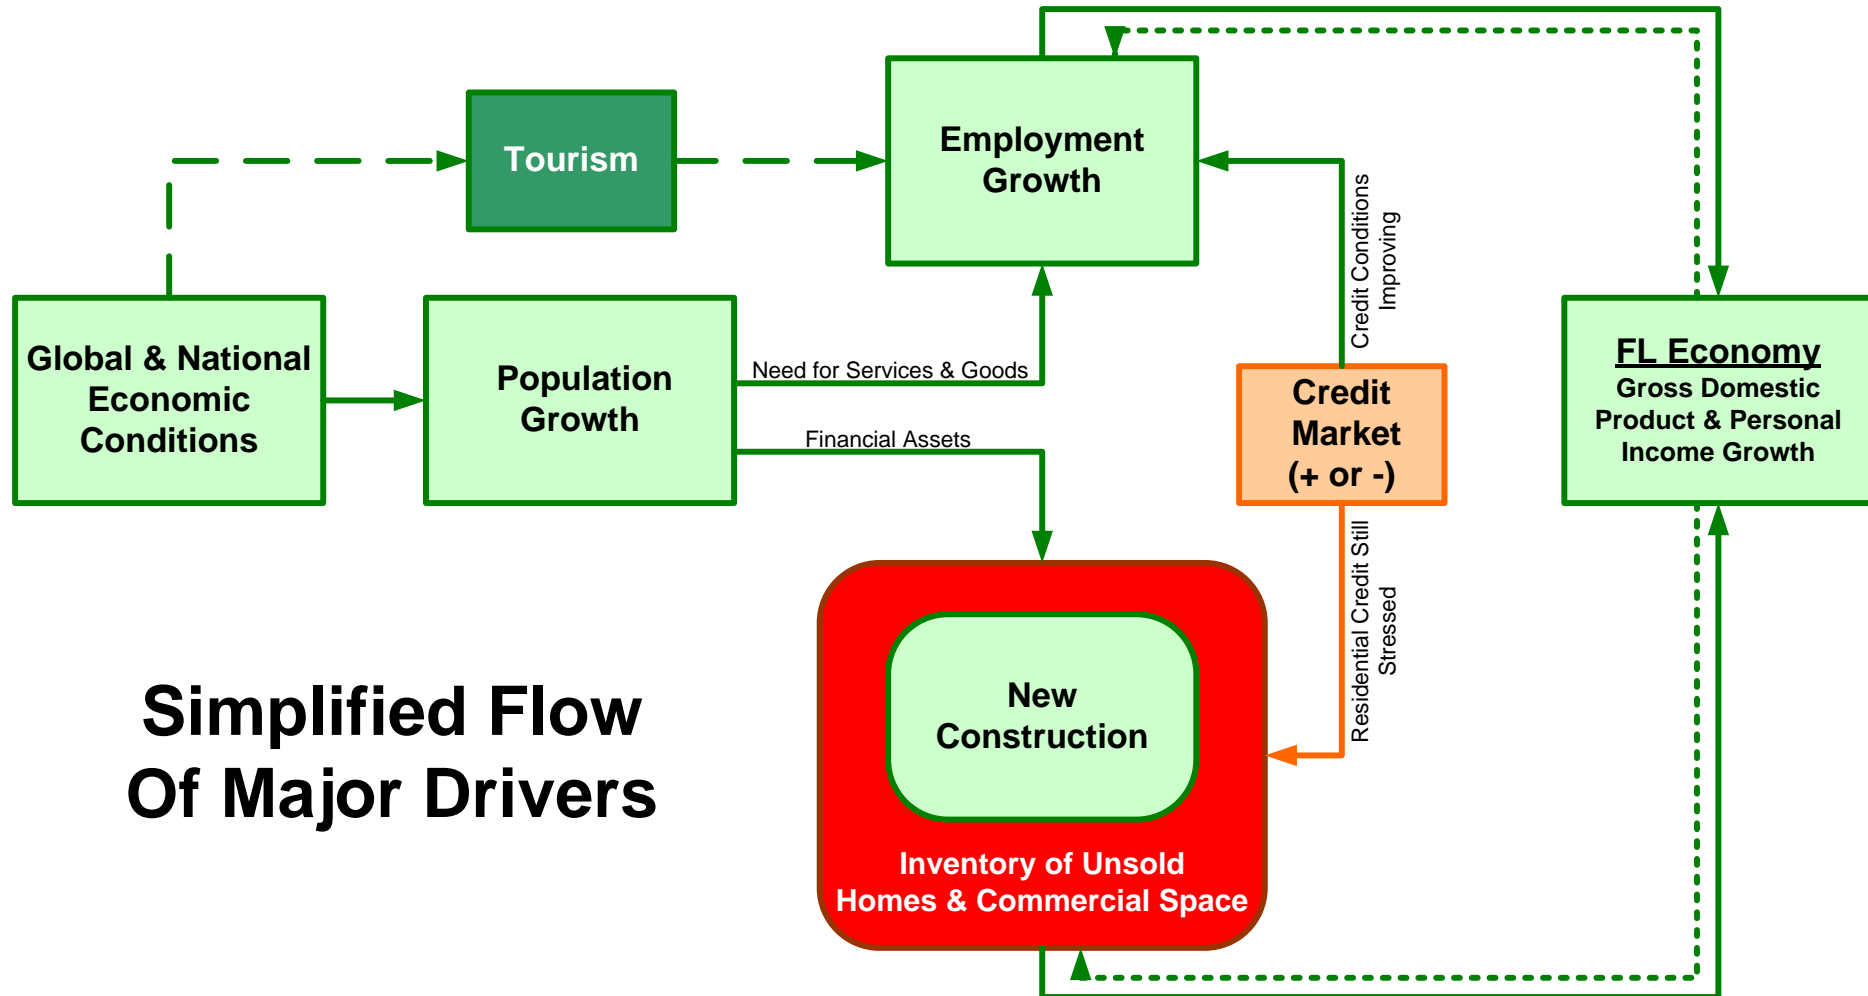 Tourism
Employment
Growth
Global & National
Economic
Conditions
Population
Growth
Need for Services & Goods
Financial Assets
Credit Conditions
Improving
Credit
Market
(+ or -)
Residential Credit Still
Stressed
FL Economy
Gross Domestic
Product & Personal
Income Growth
New
Construction
Inventory of Unsold
Homes & Commercial Space
Simplified Flow
Of Major Drivers